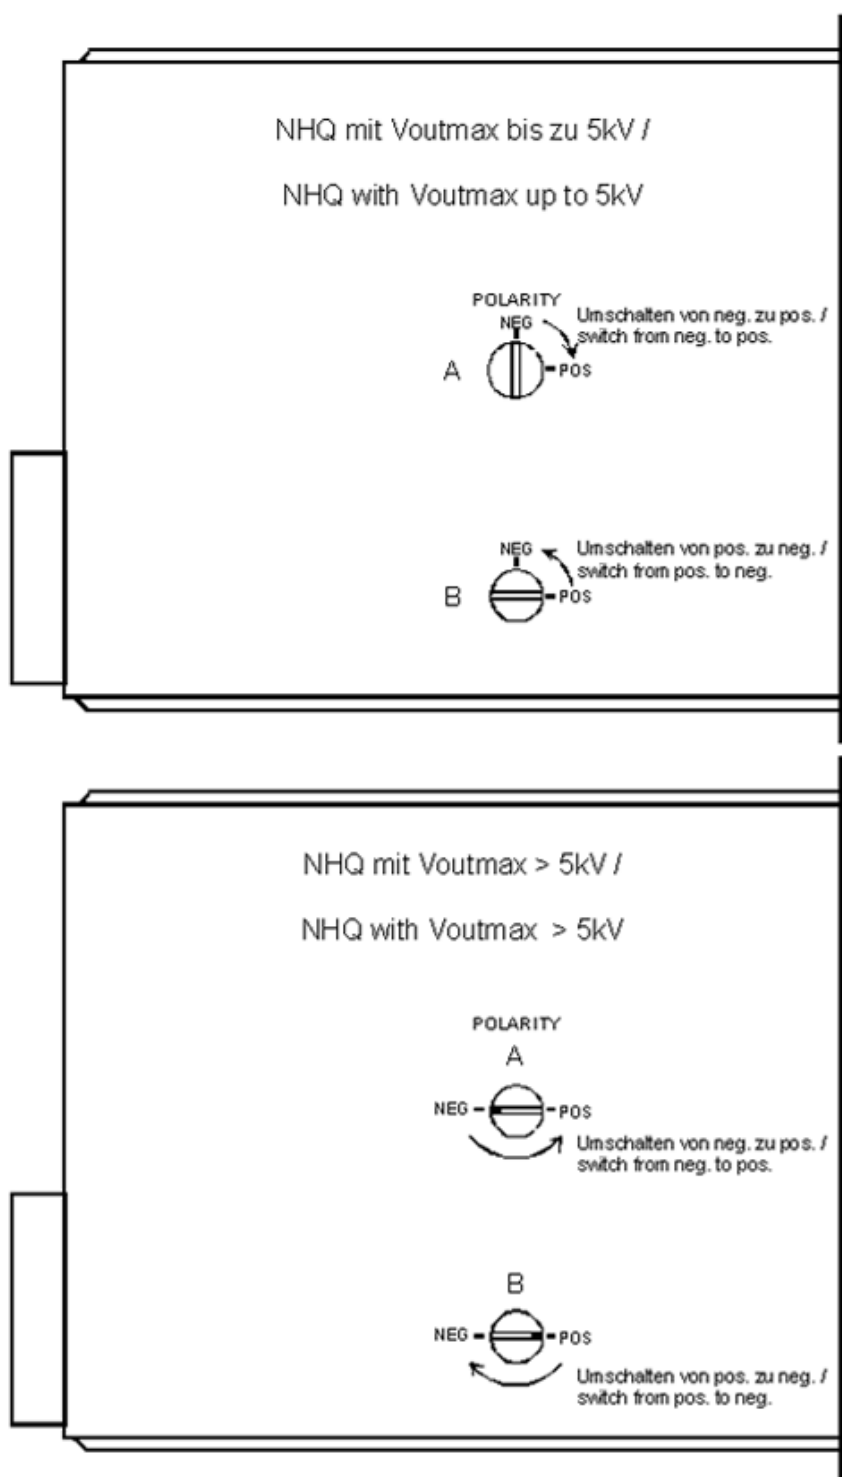 NHQ mit Voutmax bis zu 5kV /
NHQ with Voutmax up to 5kV
POLARITY
NEG
Umschalten von neg. zu pos. /
switch from neg. to pos.
A
POS
NEG
Umschalten von pos. zu neg. /
switch from pos. to neg.
B
POS
NHQ mit Voutmax > 5kV /
NHQ with Voutmax > 5kV
POLARITY
A
NEG
POS
Umschalten von neg. zu pos. /
switch from neg. to pos.
B
NEG
POS
Umschalten von pos. zu neg. /
switch from pos. to neg.